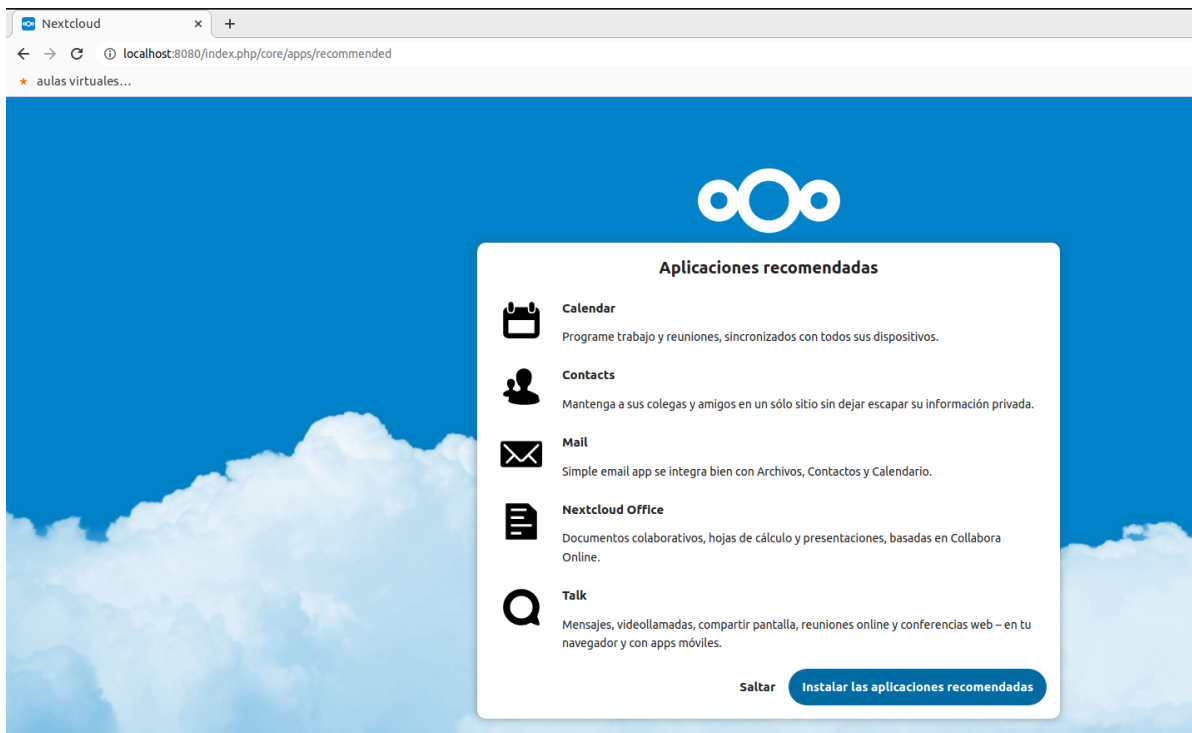 Nextcloud
localhost:8080/index.php/core/apps/recommended
aulas virtuales...
Aplicaciones recomendadas
Calendar
Programe trabajo y reuniones, sincronizados con todos sus dispositivos.
Contacts
Mantenga a sus colegas y amigos en un sólo sitio sin dejar escapar su información privada.
Mail
Simple email app se integra bien con Archivos, Contactos y Calendario.
Nextcloud Office
Documentos colaborativos, hojas de cálculo y presentaciones, basadas en Collabora
Online.
Talk
Mensajes, videollamadas, compartir pantalla, reuniones online y conferencias web – en tu
navegador y con apps móviles.
Saltar Instalar las aplicaciones recomendadas